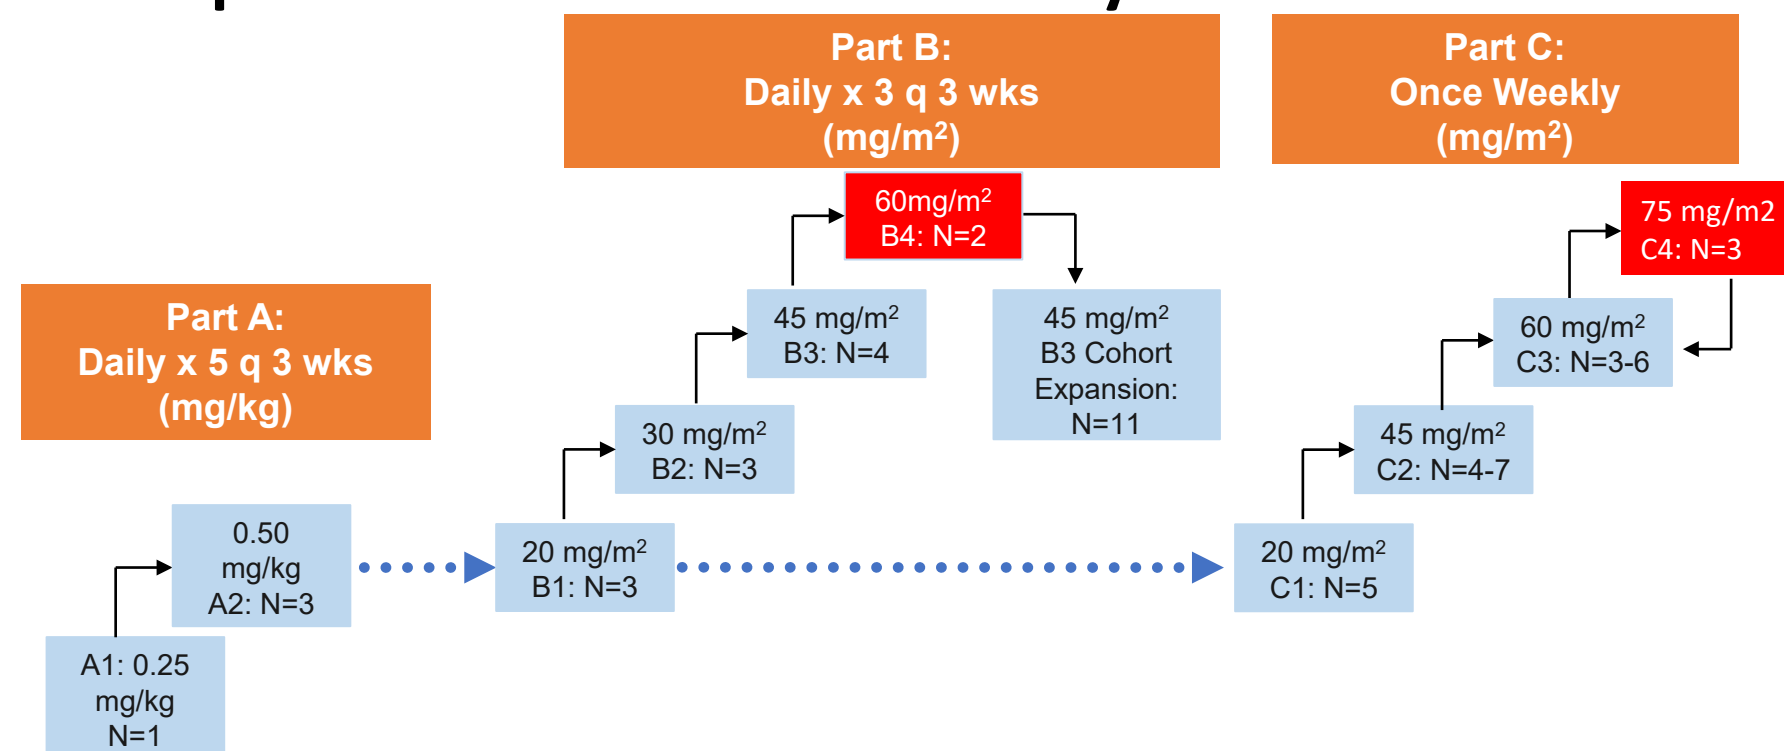 Part A:
Daily x 5 q 3 wks
(mg/kg)
A1: 0.25
mg/kg
N=1
0.50
mg/kg
A2: N=3
Part B:
Daily x 3 q 3 wks
(mg/m²)
20 mg/m²
B1: N=3
30 mg/m²
B2: N=3
45 mg/m²
B3: N=4
60mg/m²
B4: N=2
45 mg/m²
B3 Cohort
Expansion:
N=11
Part C:
Once Weekly
(mg/m²)
20 mg/m²
C1: N=5
45 mg/m²
C2: N=4-7
60 mg/m²
C3: N=3-6
75 mg/m2
C4: N=3